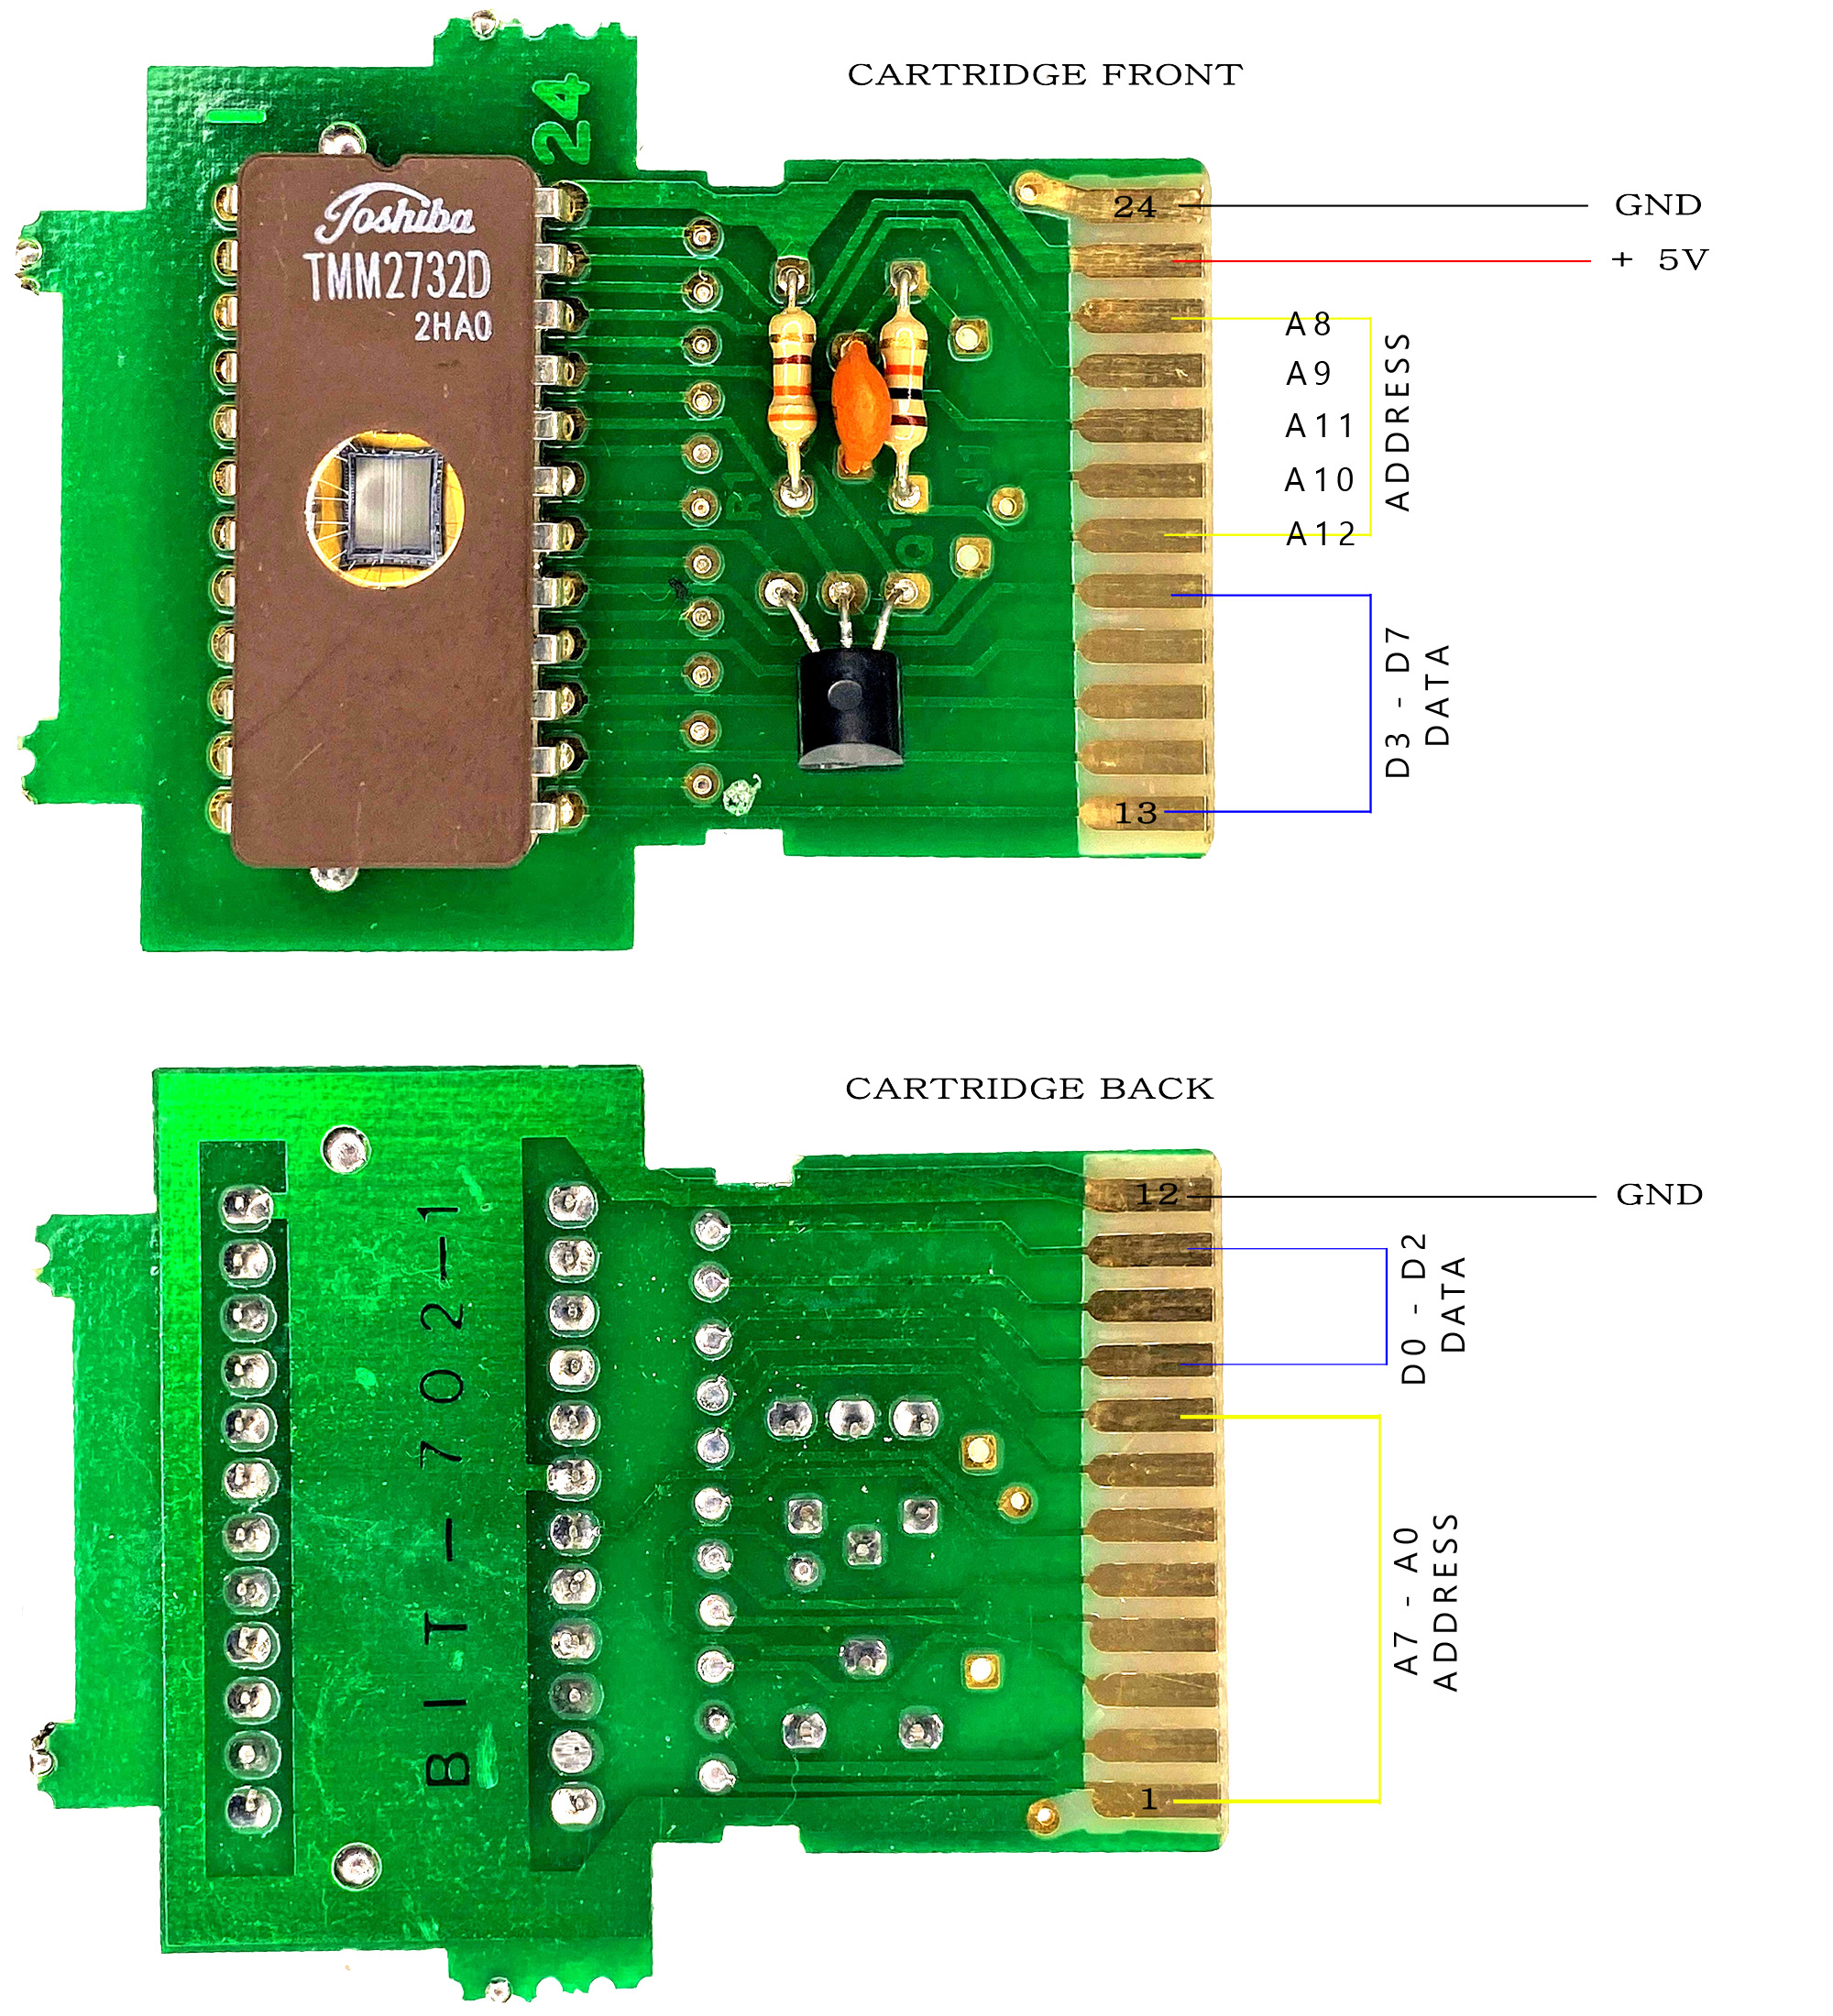 CARTRIDGE FRONT
24
Toshiba
TMM2732D
2HA0
R1
J1
Q1
24
GND
+ 5V
A8
A9
A11
A10
A12
ADDRESS
D3 - D7
DATA
13
CARTRIDGE BACK
BIT-702-1
12
GND
D0 - D2
DATA
A7 - A0
ADDRESS
1